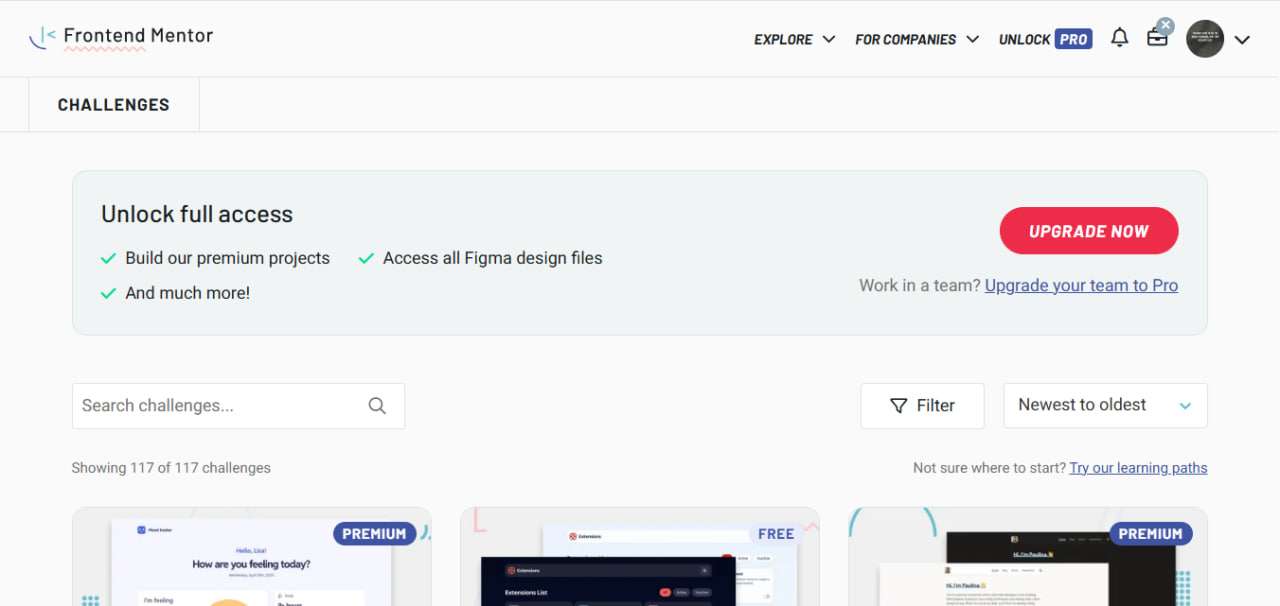 Frontend Mentor
EXPLORE
FOR COMPANIES
UNLOCK PRO
CHALLENGES
Unlock full access
Build our premium projects
Access all Figma design files
And much more!
UPGRADE NOW
Work in a team? Upgrade your team to Pro
Search challenges...
Filter
Newest to oldest
Showing 117 of 117 challenges
Not sure where to start? Try our learning paths
PREMIUM
Mood tracker
Hello, Lisa!
How are you feeling today?
Wednesday, April 16th, 2025
I'm feeling
FREE
Extensions
Extensions
Extensions List
All
Active
Inactive
PREMIUM
Hi, I'm Paulina
Hi, I'm Paulina